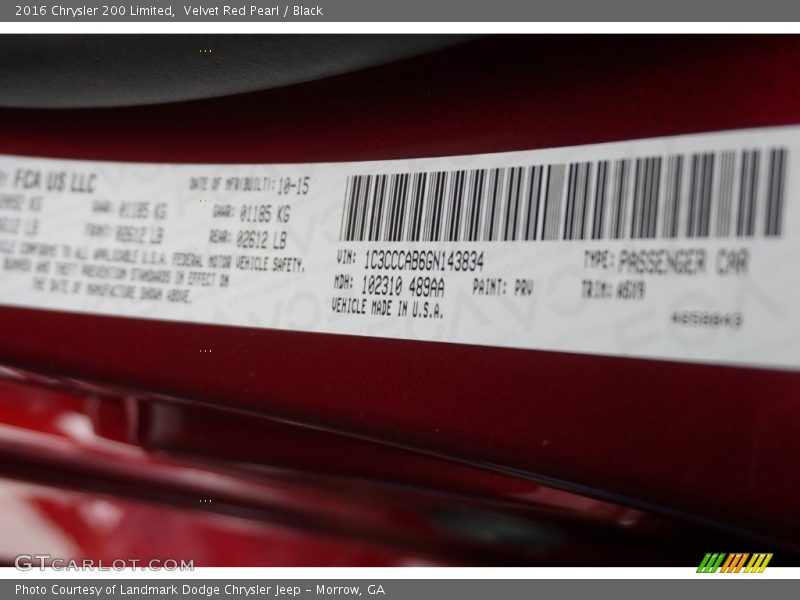 2016 Chrysler 200 Limited, Velvet Red Pearl / Black
FCA US LLC
DATE OF MFR(BUILT): 10-15
GAWR: 01185 KG
GAWR: 01185 KG
FRONT: 02612 LB
REAR: 02612 LB
CONFORMS TO ALL APPLICABLE U.S.A. FEDERAL MOTOR VEHICLE SAFETY,
BUMPER AND THEFT PREVENTION STANDARDS IN EFFECT ON
THE DATE OF MANUFACTURE SHOWN ABOVE.
VIN: 1C3CCCAB6GN143834
TYPE: PASSENGER CAR
MDH: 102310 489AA
PAINT: PRV
TRIM: A6X9
VEHICLE MADE IN U.S.A.
GTCARLOT.COM
Photo Courtesy of Landmark Dodge Chrysler Jeep – Morrow, GA